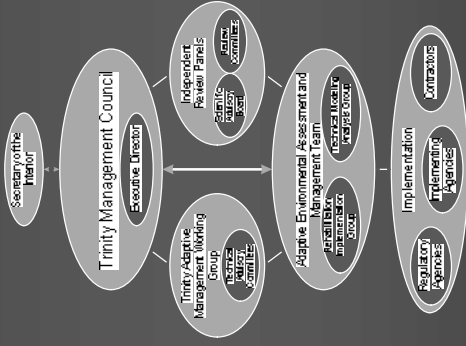 Secretary of the
Interior
Trinity Management Council
Executive Director
Trinity Adaptive
Management Working
Group
Technical
Advisory
Committees
Independent
Review Panels
Scientific
Advisory
Board
Review
Committees
Adaptive Environmental Assessment and
Management Team
Rehabilitation
Implementation
Group
Technical Modeling
Analysis Group
Implementation
Regulatory
Agencies
Implementing
Agencies
Contractors